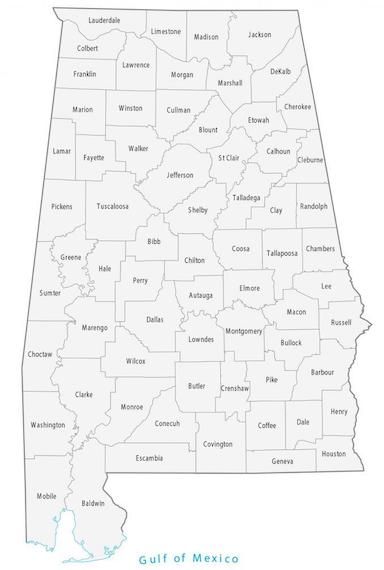 Lauderdale
Limestone
Madison
Jackson
Colbert
Lawrence
Franklin
Morgan
Marshall
DeKalb
Marion
Winston
Cullman
Cherokee
Etowah
Blount
Lamar
Fayette
Walker
St Clair
Calhoun
Cleburne
Jefferson
Pickens
Tuscaloosa
Shelby
Talladega
Clay
Randolph
Bibb
Chilton
Coosa
Tallapoosa
Chambers
Greene
Hale
Perry
Autauga
Elmore
Lee
Sumter
Marengo
Dallas
Lowndes
Montgomery
Macon
Russell
Bullock
Choctaw
Wilcox
Butler
Crenshaw
Pike
Barbour
Clarke
Monroe
Henry
Washington
Conecuh
Covington
Coffee
Dale
Escambia
Geneva
Houston
Mobile
Baldwin
Gulf of Mexico